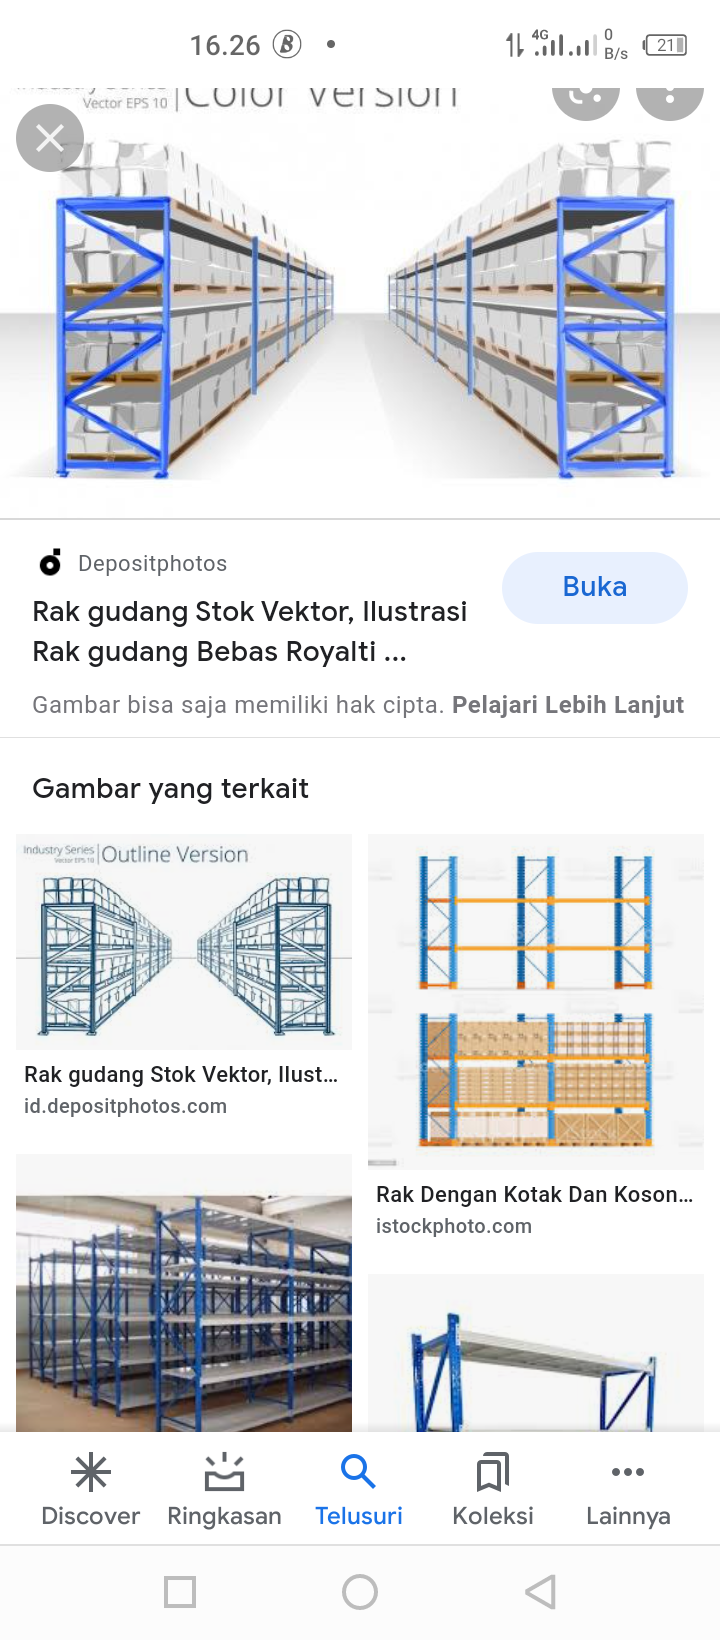 16.26
4G
0
B/s
21
Industry Series
Vector EPS 10
Color Version
Depositphotos
Buka
Rak gudang Stok Vektor, Ilustrasi
Rak gudang Bebas Royalti ...
Gambar bisa saja memiliki hak cipta. Pelajari Lebih Lanjut
Gambar yang terkait
Industry Series
Vector EPS 10
Outline Version
Rak gudang Stok Vektor, Ilust...
id.depositphotos.com
Rak Dengan Kotak Dan Koson...
istockphoto.com
Discover
Ringkasan
Telusuri
Koleksi
Lainnya